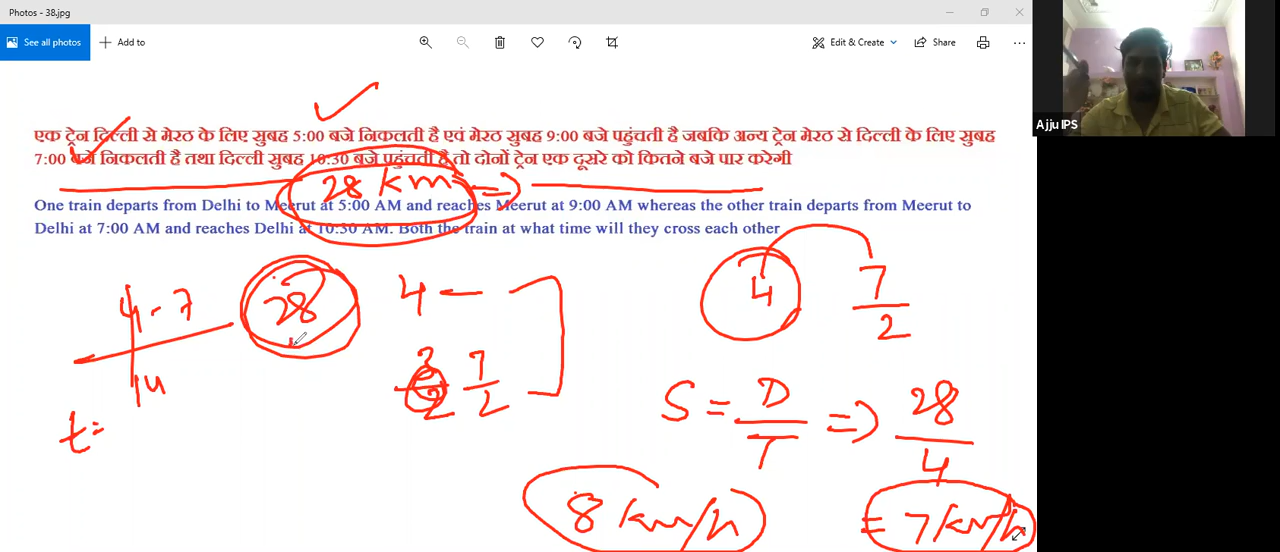 Photos - 38.jpg
See all photos
Add to
Edit & Create
Share
Ajju IPS
एक ट्रेन दिल्ली से मेरठ के लिए सुबह 5:00 बजे निकलती है एवं मेरठ सुबह 9:00 बजे पहुंचती है जबकि अन्य ट्रेन मेरठ से दिल्ली के लिए सुबह
7:00 बजे निकलती है तथा दिल्ली सुबह 10.30 बजे पहुंचती है तो दोनों ट्रेन एक दूसरे को कितने बजे पार करेगी
28 km ⇒
One train departs from Delhi to Meerut at 5:00 AM and reaches Meerut at 9:00 AM whereas the other train departs from Meerut to
Delhi at 7:00 AM and reaches Delhi at 10:30 AM. Both the train at what time will they cross each other
28
4
4 7/2
7/2
14
t=
S = D/T ⇒ 28/4
8 km/h
= 7 km/h